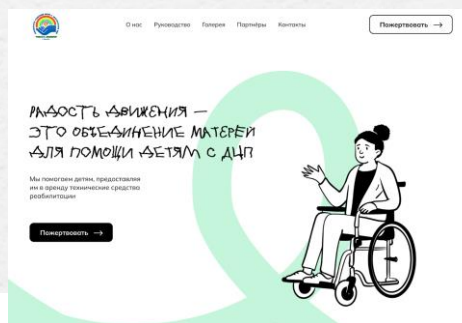 О нас Руководство Галерея Партнёры Контакты Пожертвовать →
РАДОСТЬ ДВИЖЕНИЯ —
ЭТО ОБЪЕДИНЕНИЕ МАТЕРЕЙ
ДЛЯ ПОМОЩИ ДЕТЯМ С ДЦП
Мы помогаем детям, предоставляя
им в аренду технические средства
реабилитации
Пожертвовать →